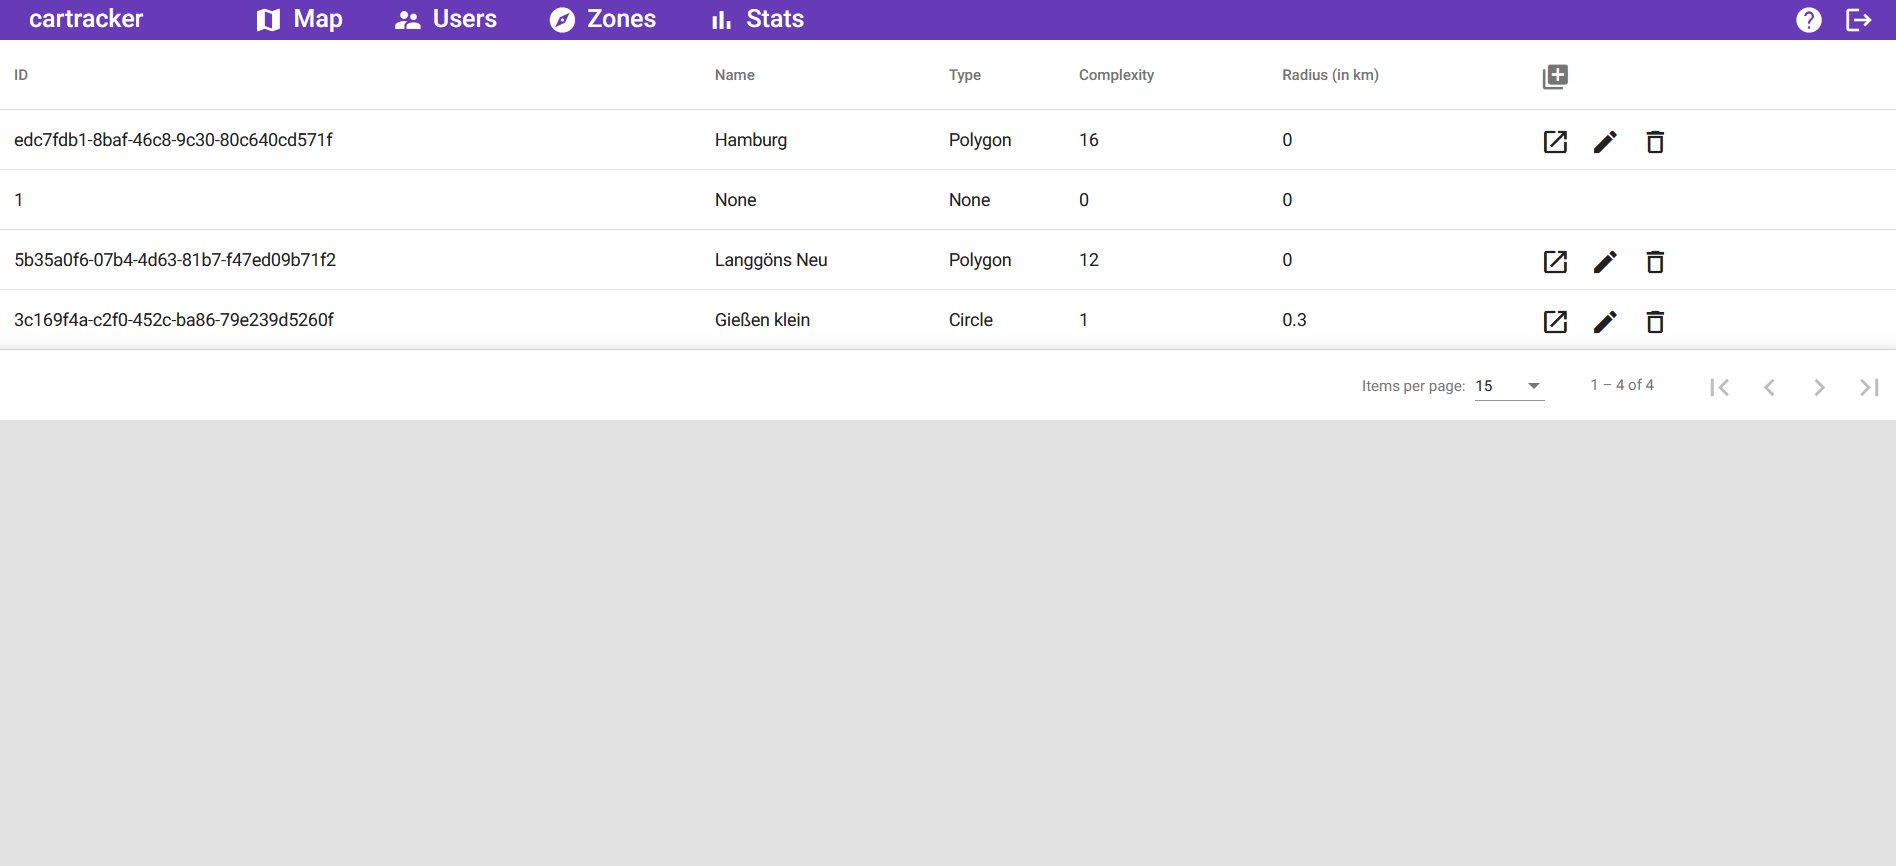 cartracker Map Users Zones Stats
ID Name Type Complexity Radius (in km)
edc7fdb1-8baf-46c8-9c30-80c640cd571f Hamburg Polygon 16 0
1 None None 0 0
5b35a0f6-07b4-4d63-81b7-f47ed09b71f2 Langgöns Neu Polygon 12 0
3c169f4a-c2f0-452c-ba86-79e239d5260f Gießen klein Circle 1 0.3
Items per page: 15 1 – 4 of 4